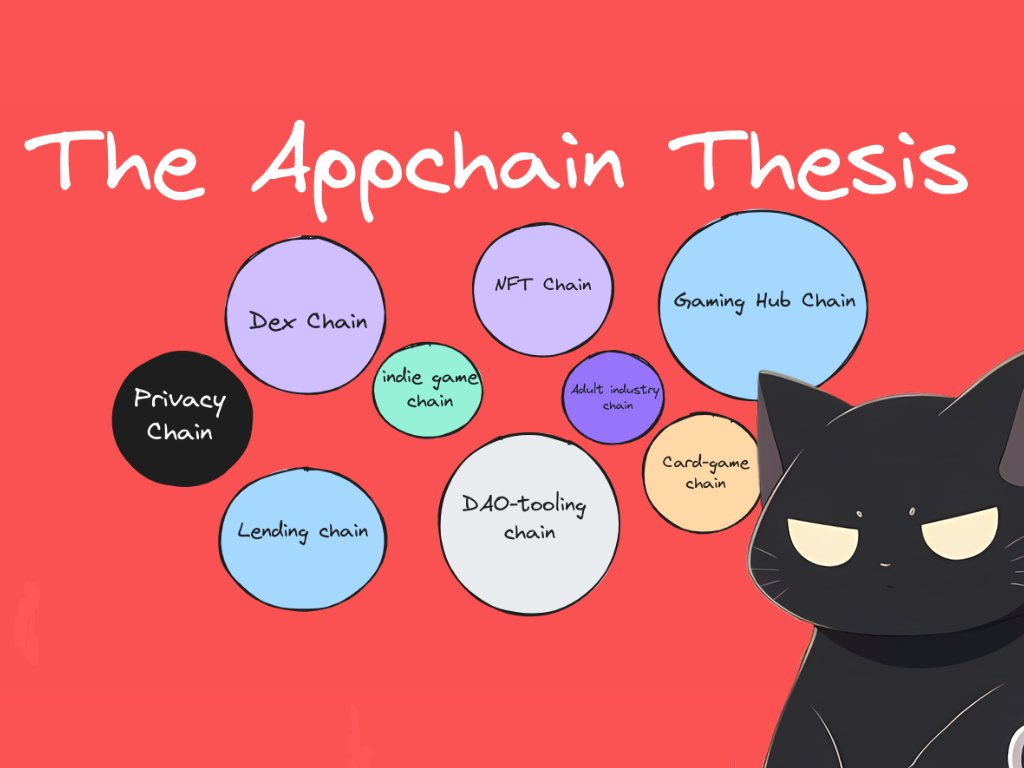 The Appchain Thesis
Dex Chain
NFT Chain
Gaming Hub Chain
Privacy
Chain
indie game
chain
Adult industry
chain
Card-game
chain
Lending chain
DAO-tooling
chain